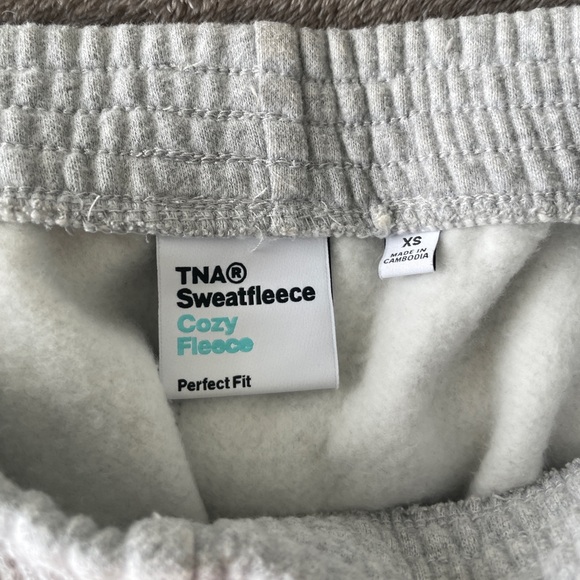 TNA®
Sweatfleece
Cozy
Fleece
Perfect Fit
XS
MADE IN
CAMBODIA